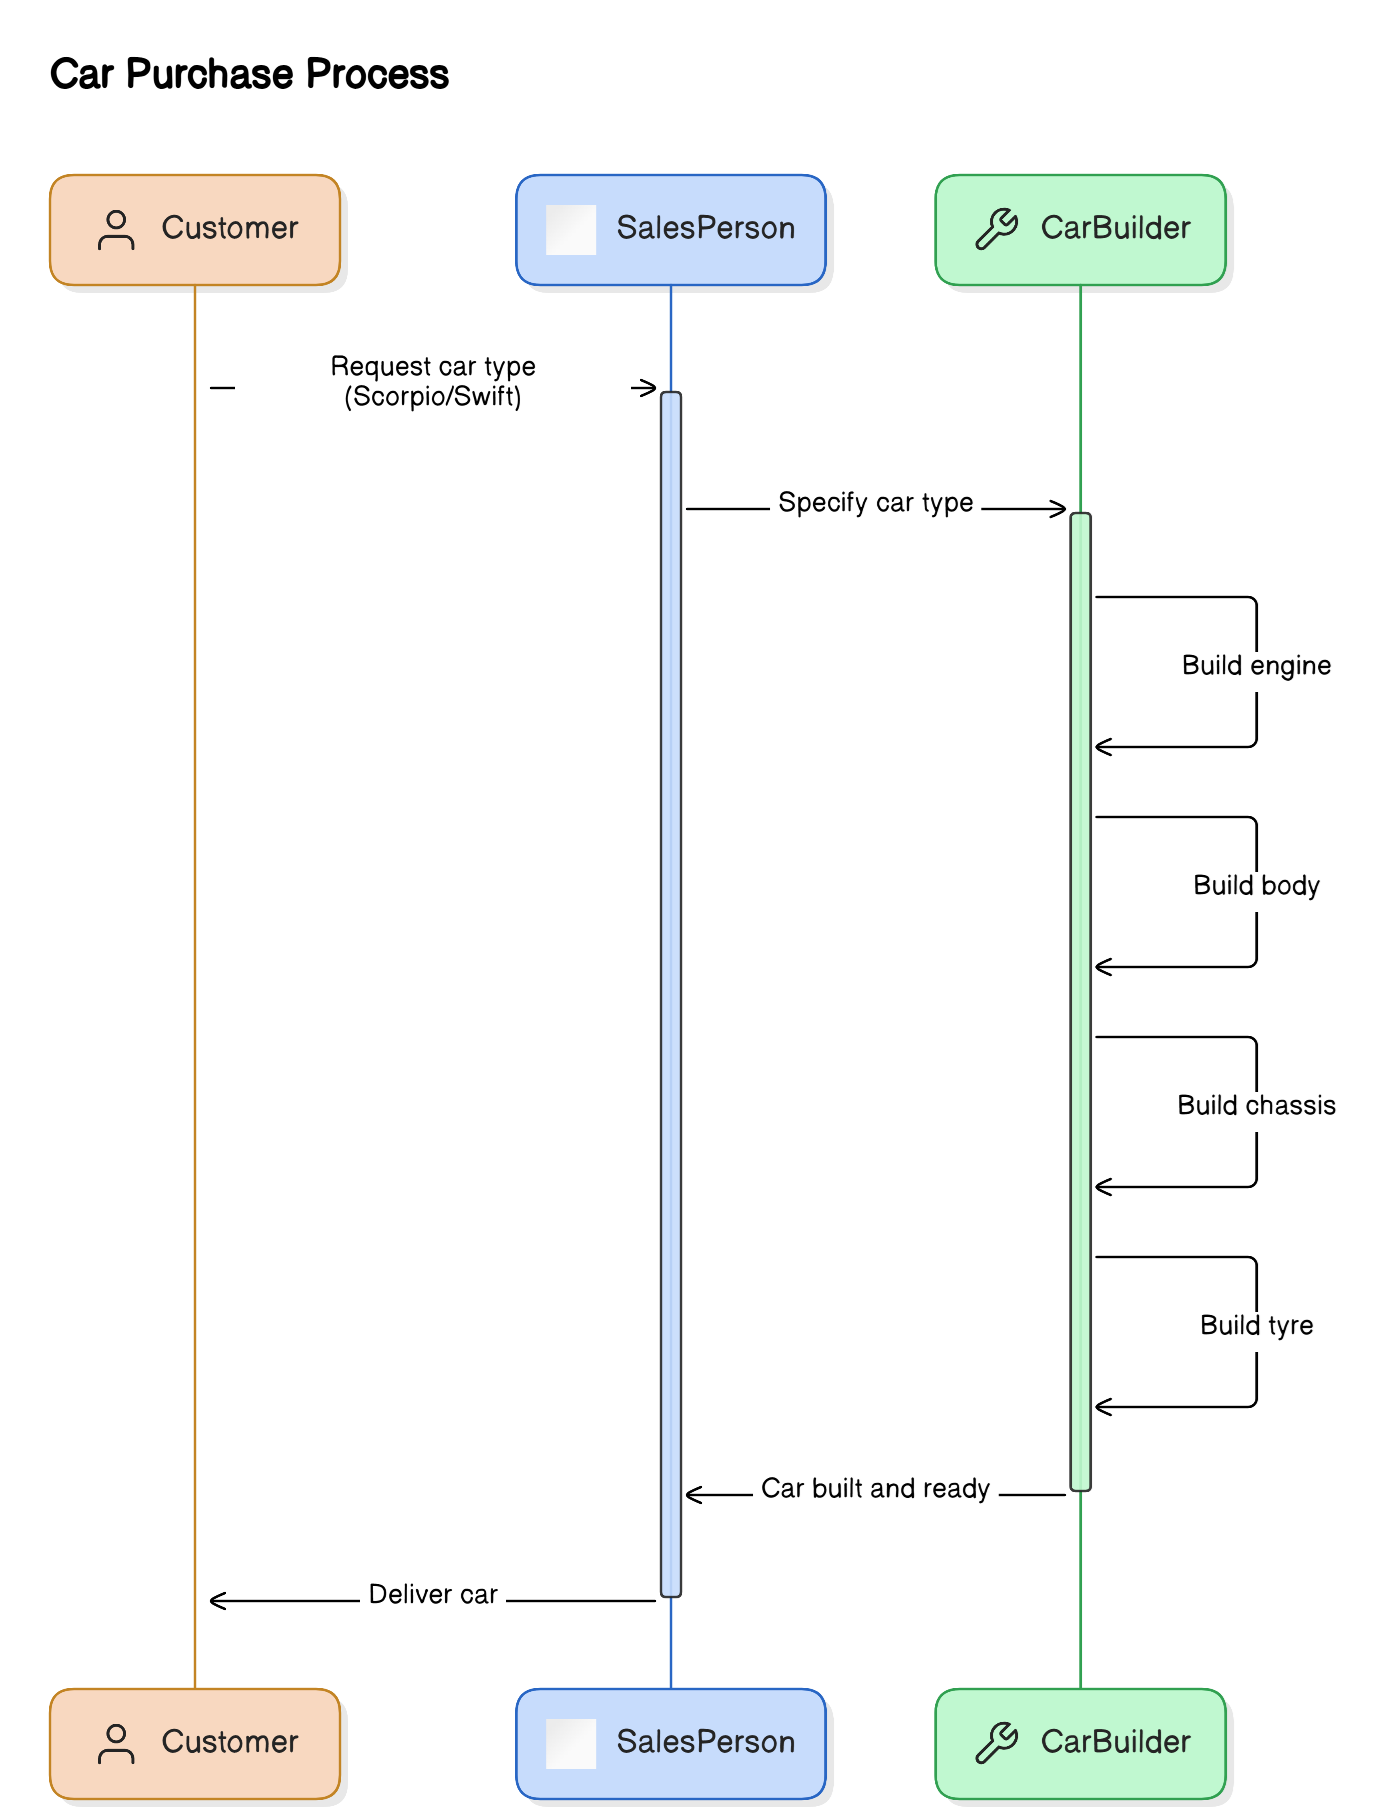 Car Purchase Process
Customer
SalesPerson
CarBuilder
Request car type
(Scorpio/Swift)
Specify car type
Build engine
Build body
Build chassis
Build tyre
Car built and ready
Deliver car
Customer
SalesPerson
CarBuilder